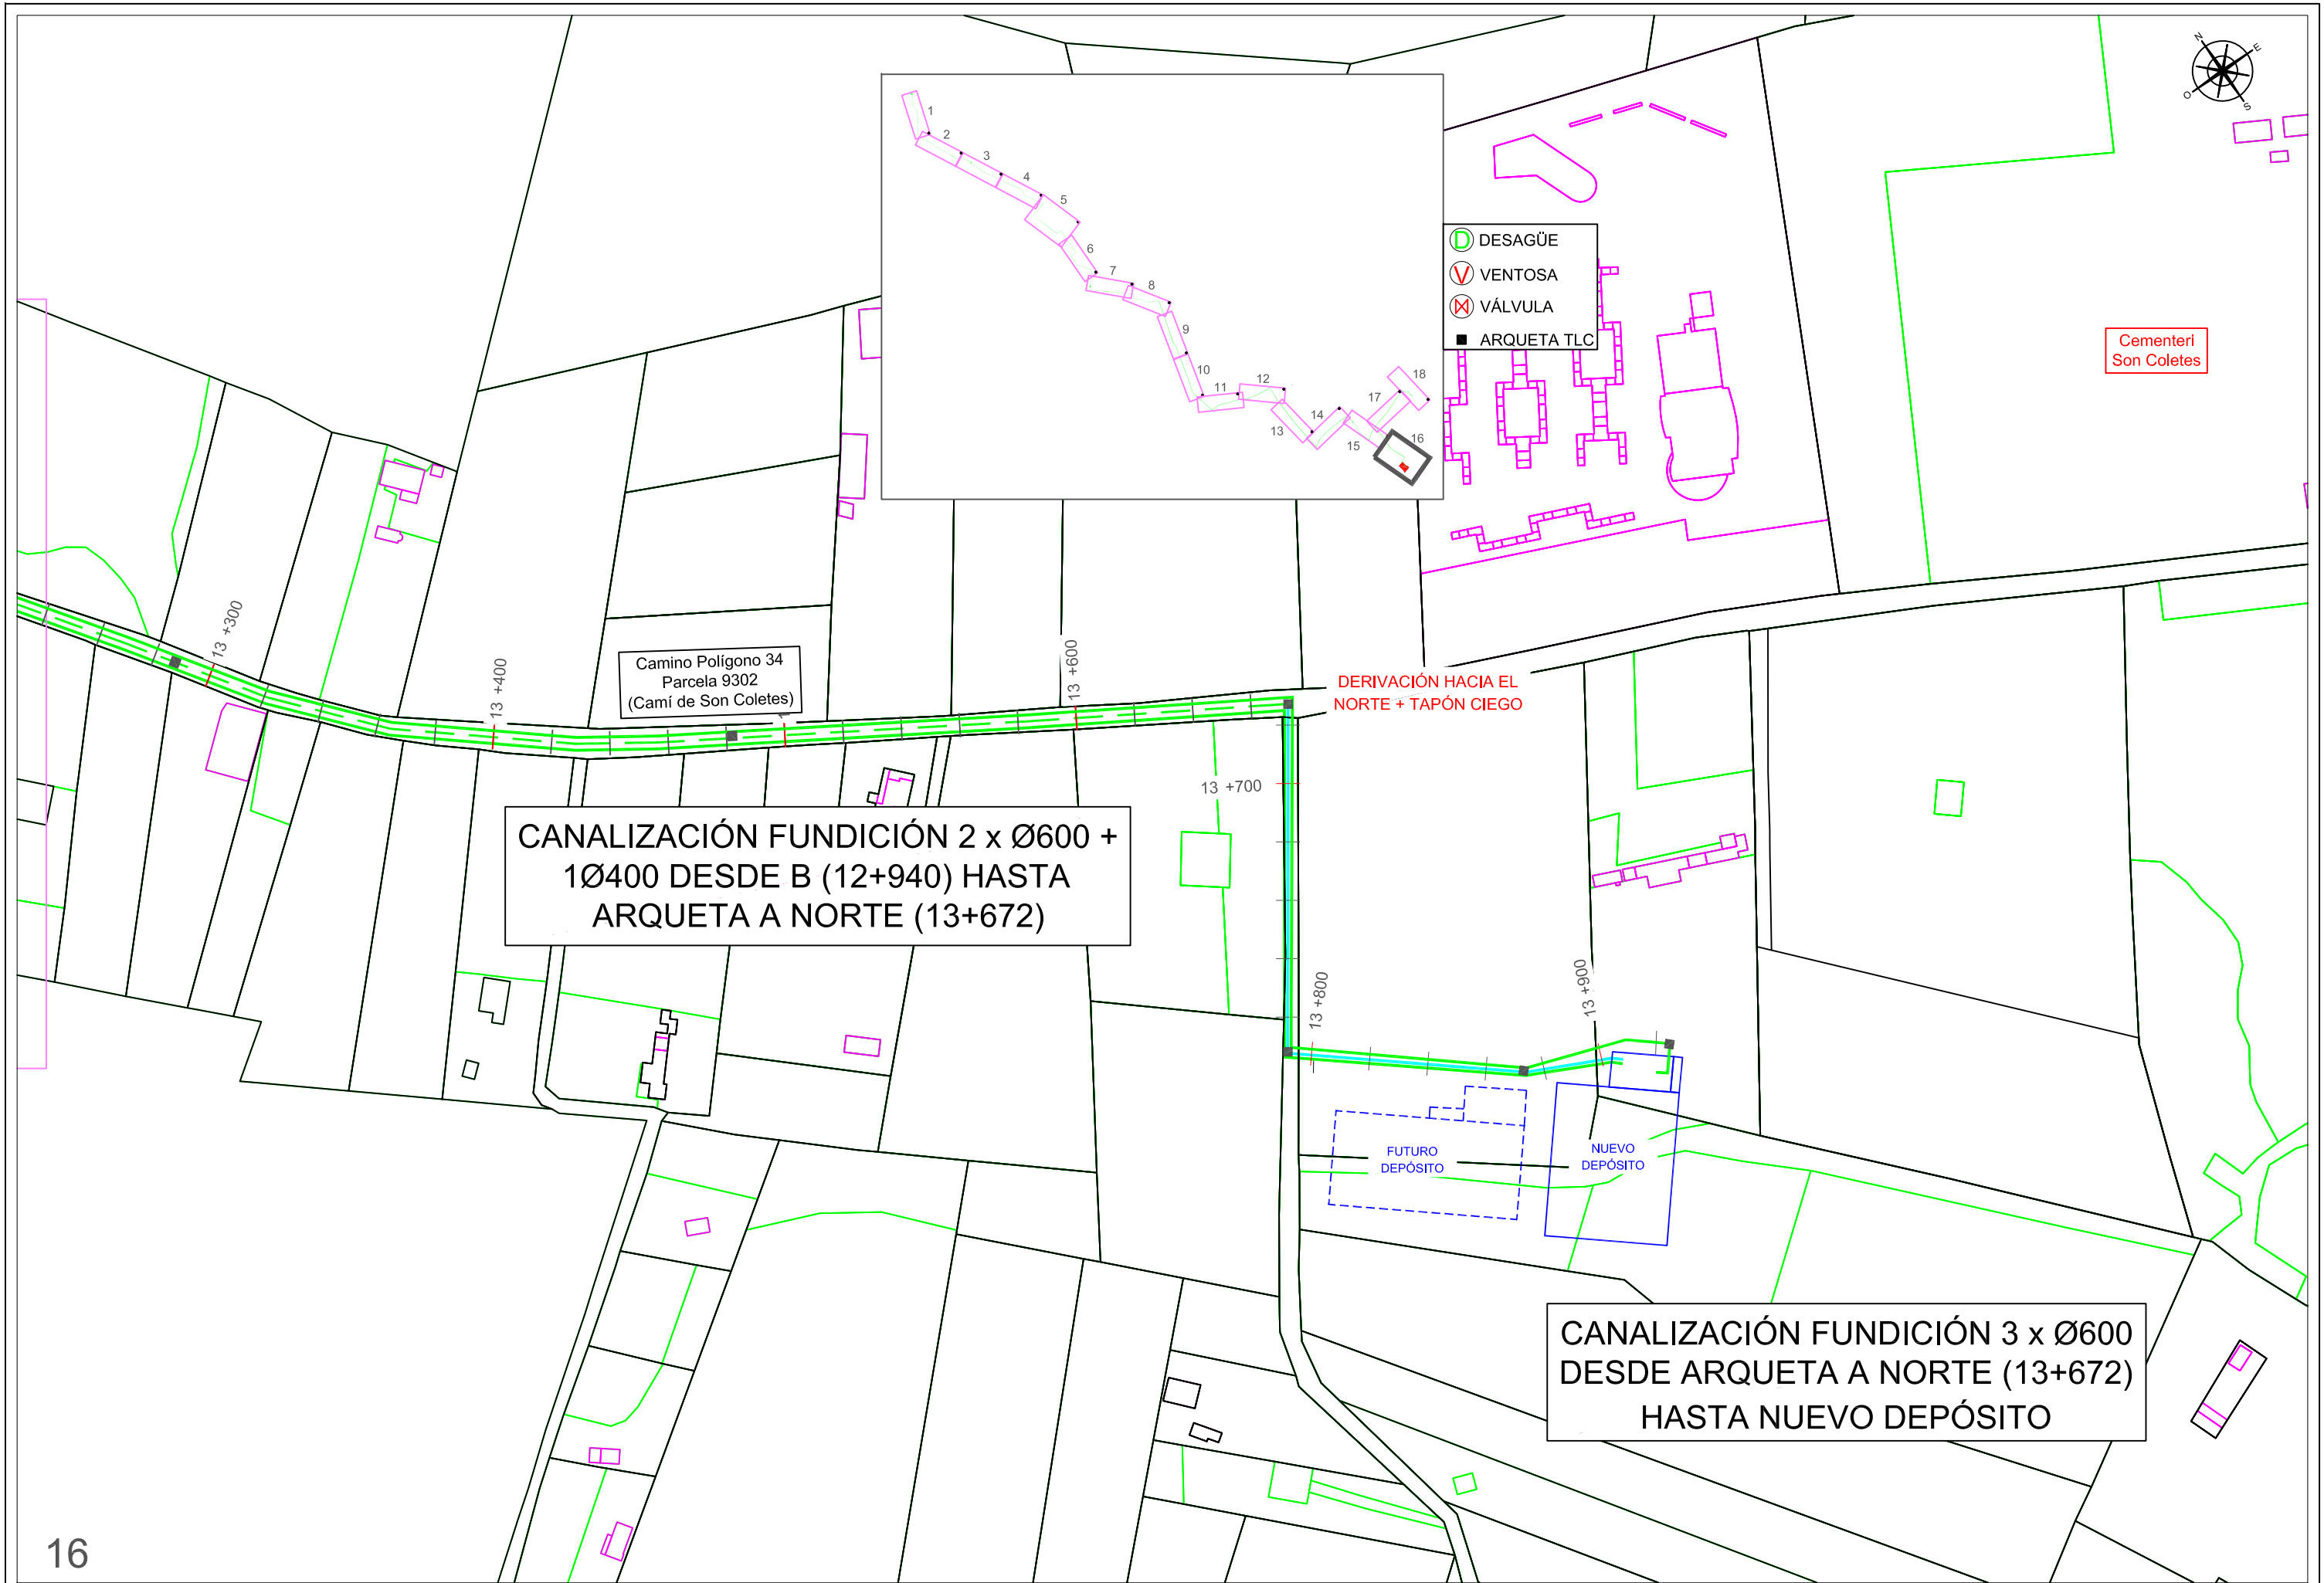 N
E
O
S
1
2
3
4
5
6
7
8
9
10
11
12
13
14
15
16
17
18
D DESAGÜE
V VENTOSA
VÁLVULA
ARQUETA TLC
Cementeri
Son Coletes
13 +300
13 +400
Camino Polígono 34
Parcela 9302
(Camí de Son Coletes)
13 +600
DERIVACIÓN HACIA EL
NORTE + TAPÓN CIEGO
13 +700
CANALIZACIÓN FUNDICIÓN 2 x Ø600 +
1Ø400 DESDE B (12+940) HASTA
ARQUETA A NORTE (13+672)
13 +800
13 +900
FUTURO
DEPÓSITO
NUEVO
DEPÓSITO
CANALIZACIÓN FUNDICIÓN 3 x Ø600
DESDE ARQUETA A NORTE (13+672)
HASTA NUEVO DEPÓSITO
16